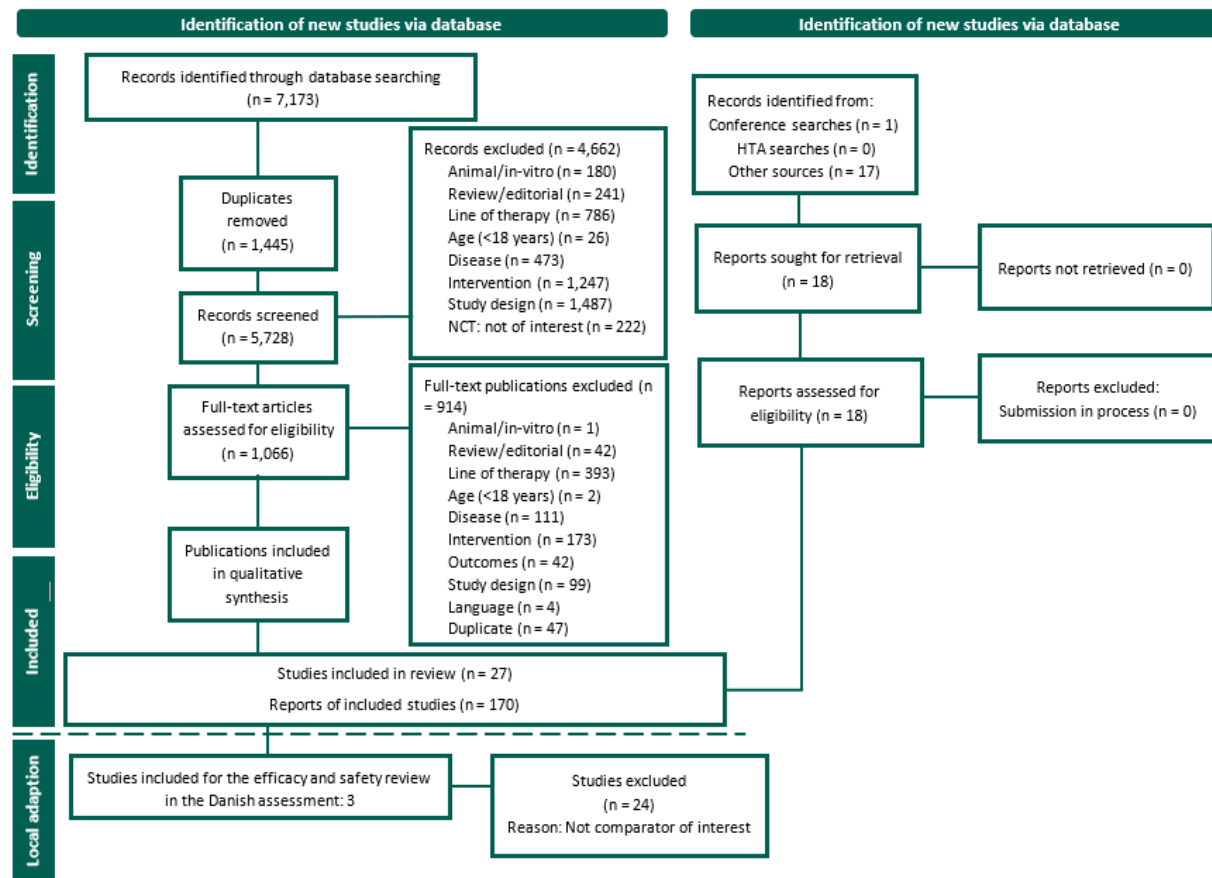 Identification of new studies via database
Identification of new studies via database
Identification
Records identified through database searching
(n = 7,173)
Duplicates
removed
(n = 1,445)
Records excluded (n = 4,662)
Animal/in-vitro (n = 180)
Review/editorial (n = 241)
Line of therapy (n = 786)
Age (<18 years) (n = 26)
Disease (n = 473)
Intervention (n = 1,247)
Study design (n = 1,487)
NCT: not of interest (n = 222)
Records identified from:
Conference searches (n = 1)
HTA searches (n = 0)
Other sources (n = 17)
Screening
Records screened
(n = 5,728)
Reports sought for retrieval
(n = 18)
Reports not retrieved (n = 0)
Eligibility
Full-text articles
assessed for eligibility
(n = 1,066)
Full-text publications excluded (n
= 914)
Animal/in-vitro (n = 1)
Review/editorial (n = 42)
Line of therapy (n = 393)
Age (<18 years) (n = 2)
Disease (n = 111)
Intervention (n = 173)
Outcomes (n = 42)
Study design (n = 99)
Language (n = 4)
Duplicate (n = 47)
Reports assessed for
eligibility (n = 18)
Reports excluded:
Submission in process (n = 0)
Publications included
in qualitative
synthesis
Included
Studies included in review (n = 27)
Reports of included studies (n = 170)
Local adaption
Studies included for the efficacy and safety review
in the Danish assessment: 3
Studies excluded
(n = 24)
Reason: Not comparator of interest